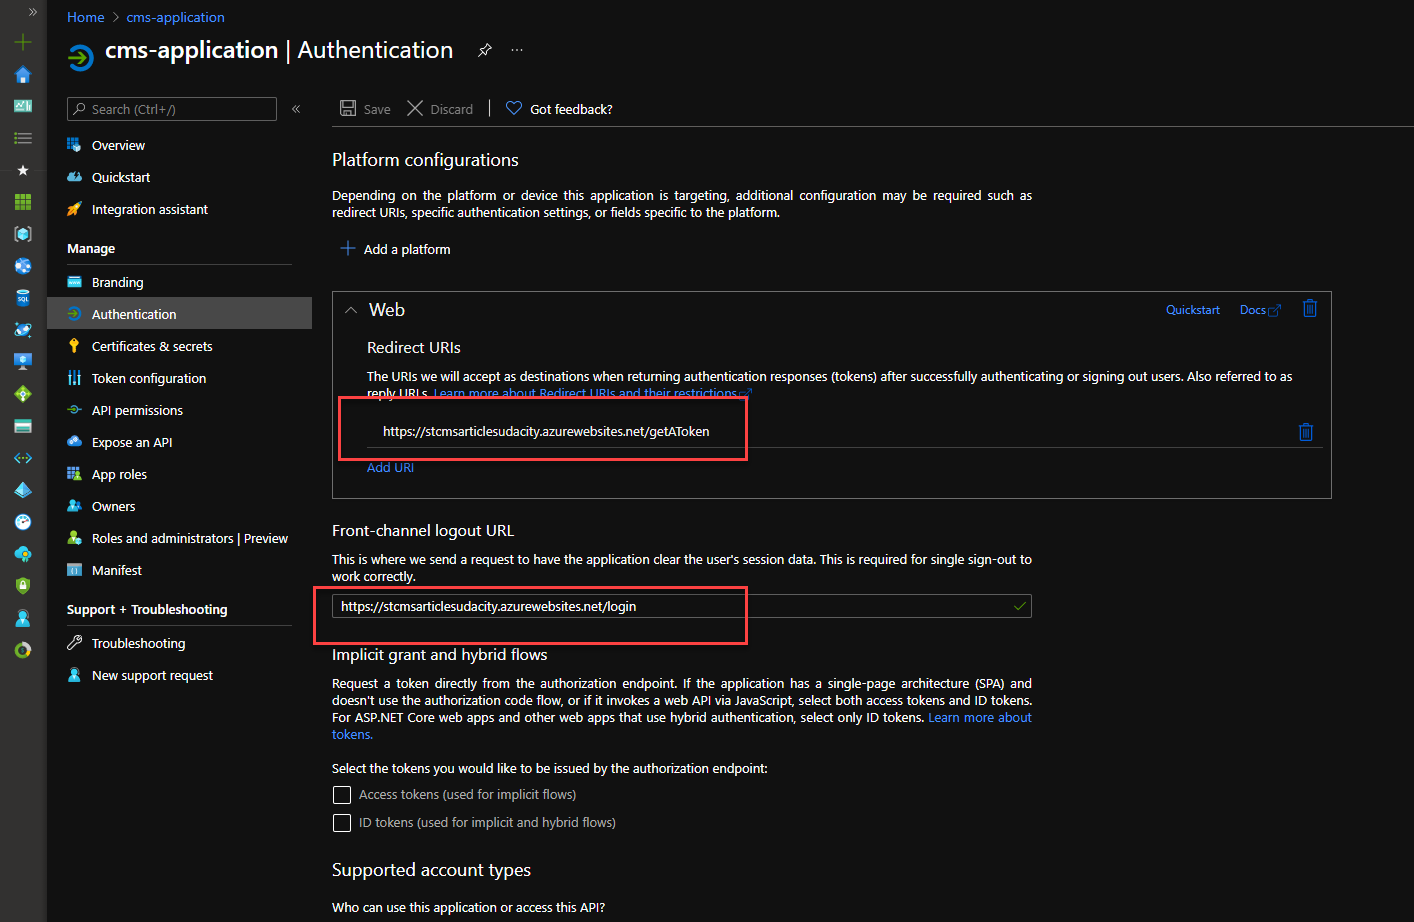 Home > cms-application
cms-application | Authentication
Search (Ctrl+/)
Save
Discard
Got feedback?
Overview
Quickstart
Integration assistant
Manage
Branding
Authentication
Certificates & secrets
Token configuration
API permissions
Expose an API
App roles
Owners
Roles and administrators | Preview
Manifest
Support + Troubleshooting
Troubleshooting
New support request
Platform configurations
Depending on the platform or device this application is targeting, additional configuration may be required such as
redirect URIs, specific authentication settings, or fields specific to the platform.
Add a platform
Web
Quickstart
Docs
Redirect URIs
The URIs we will accept as destinations when returning authentication responses (tokens) after successfully authenticating or signing out users. Also referred to as
reply URLs. Learn more about Redirect URIs and their restrictions
https://stcmsarticlesudacity.azurewebsites.net/getAToken
Add URI
Front-channel logout URL
This is where we send a request to have the application clear the user's session data. This is required for single sign-out to
work correctly.
https://stcmsarticlesudacity.azurewebsites.net/login
Implicit grant and hybrid flows
Request a token directly from the authorization endpoint. If the application has a single-page architecture (SPA) and
doesn't use the authorization code flow, or if it invokes a web API via JavaScript, select both access tokens and ID tokens.
For ASP.NET Core web apps and other web apps that use hybrid authentication, select only ID tokens. Learn more about
tokens.
Select the tokens you would like to be issued by the authorization endpoint:
Access tokens (used for implicit flows)
ID tokens (used for implicit and hybrid flows)
Supported account types
Who can use this application or access this API?